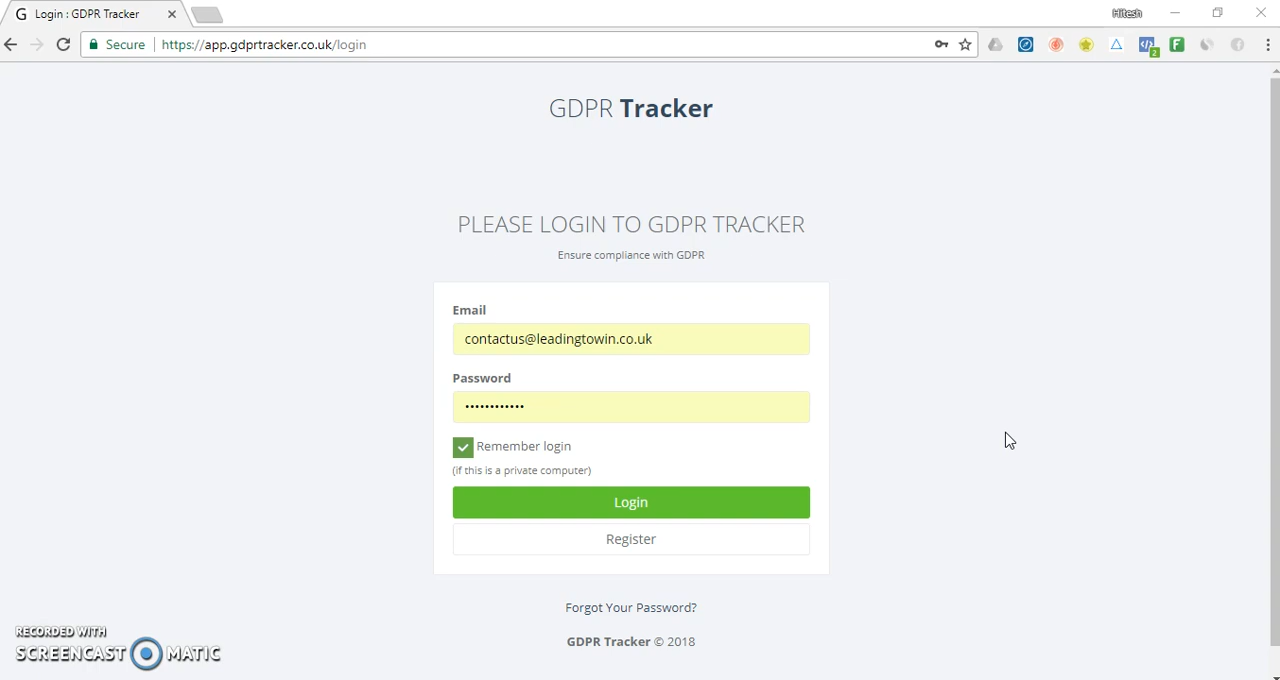 G Login : GDPR Tracker
Hitesh
Secure https://app.gdprtracker.co.uk/login
2
F
GDPR Tracker
PLEASE LOGIN TO GDPR TRACKER
Ensure compliance with GDPR
Email
contactus@leadingtowin.co.uk
Password
••••••••••••
Remember login
(if this is a private computer)
Login
Register
Forgot Your Password?
GDPR Tracker © 2018
RECORDED WITH
SCREENCAST MATIC